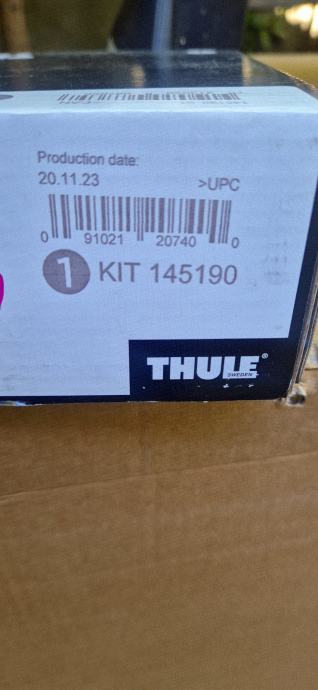 Production date:
20.11.23 >UPC
0 91021 20740 0
1 KIT 145190
THULE®
SWEDEN